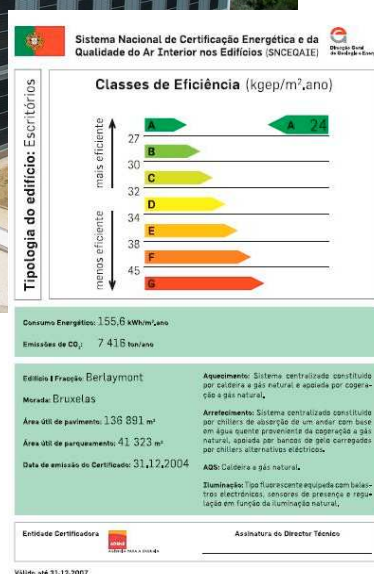 Sistema Nacional de Certificação Energética e da
Qualidade do Ar Interior nos Edifícios (SNCEQAIE)
Direcção Geral
de Geologia e Energia
Tipologia do edifício: Escritórios
Classes de Eficiência (kgep/m².ano)
mais eficiente
menos eficiente
A
A 24
27
B
30
C
32
D
34
E
38
F
45
G
Consumo Energético: 155,6 kWh/m².ano
Emissões de CO₂: 7 416 ton/ano
Edifício | Fracção: Berlaymont
Morada: Bruxelas
Área útil de pavimento: 136 891 m²
Área útil de parqueamento: 41 323 m²
Data de emissão do Certificado: 31.12.2004
Aquecimento: Sistema centralizado constituído
por caldeira a gás natural e apoiada por cogera-
ção a gás natural.
Arrefecimento: Sistema centralizado constituído
por chillers de absorção de um andar com base
em água quente proveniente da cogeração a gás
natural, apoiada por bancos de gelo carregados
por chillers alternativos eléctricos.
AQS: Caldeira a gás natural.
Iluminação: Tipo fluorescente equipada com balas-
tros electrónicos, sensores de presença e regu-
lação em função da iluminação natural.
Entidade Certificadora
Assinatura do Director Técnico
Válido até 31-12-2007